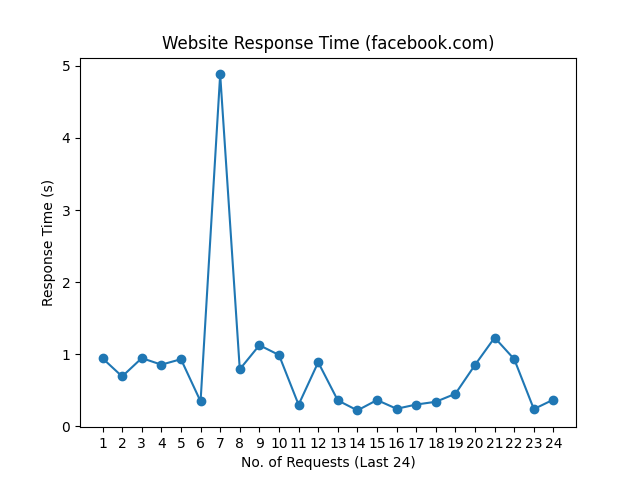 Website Response Time (facebook.com)
5
4
3
2
1
0
Response Time (s)
1 2 3 4 5 6 7 8 9 10 11 12 13 14 15 16 17 18 19 20 21 22 23 24
No. of Requests (Last 24)